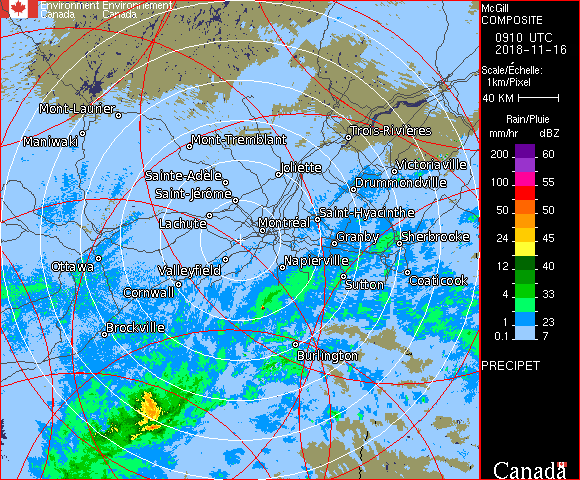 Environment Environnement
Canada Canada
McGill
COMPOSITE
0910 UTC
2018-11-16
Scale/Échelle:
1km/Pixel
40 KM
Rain/Pluie
mm/hr dBZ
200 60
100 55
50 50
24 45
12 40
4 33
1 23
0.1 7
PRECIPET
Canada
Mont-Laurier
Maniwaki
Mont-Tremblant
Trois-Rivières
Sainte-Adèle
Joliette
Victoriaville
Saint-Jérôme
Drummondville
Lachute
Montréal
Saint-Hyacinthe
Granby
Sherbrooke
Ottawa
Valleyfield
Napierville
Cornwall
Sutton
Coaticook
Brockville
Burlington